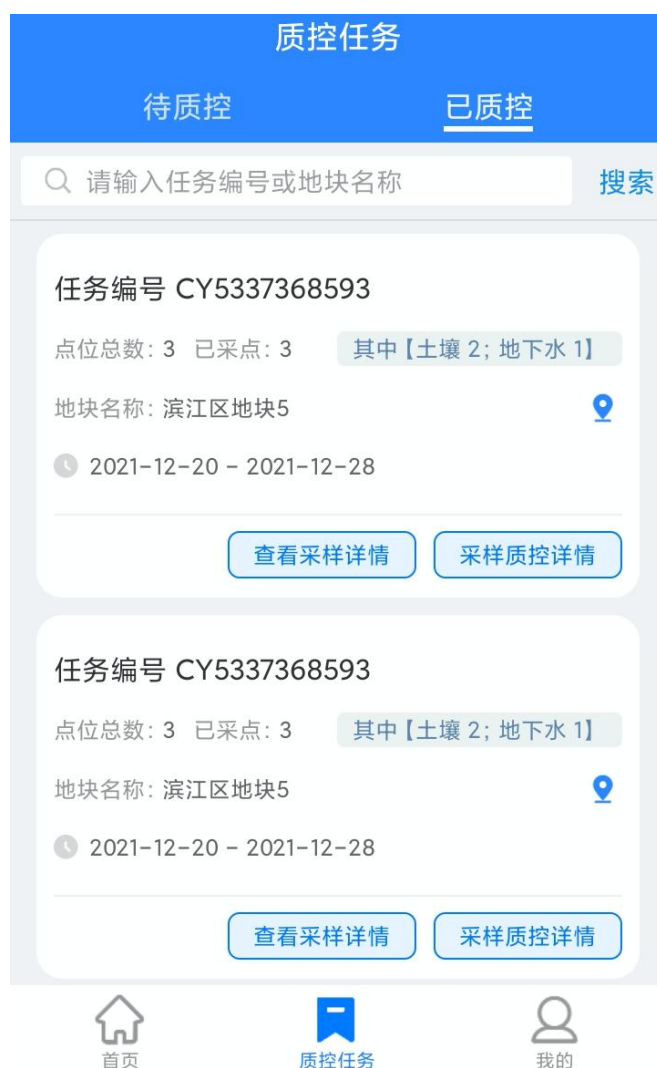 质控任务
待质控 已质控
请输入任务编号或地块名称 搜索
任务编号 CY5337368593
点位总数: 3 已采点: 3 其中【土壤 2; 地下水 1】
地块名称: 滨江区地块5
2021-12-20 - 2021-12-28
查看采样详情 采样质控详情
任务编号 CY5337368593
点位总数: 3 已采点: 3 其中【土壤 2; 地下水 1】
地块名称: 滨江区地块5
2021-12-20 - 2021-12-28
查看采样详情 采样质控详情
首页 质控任务 我的